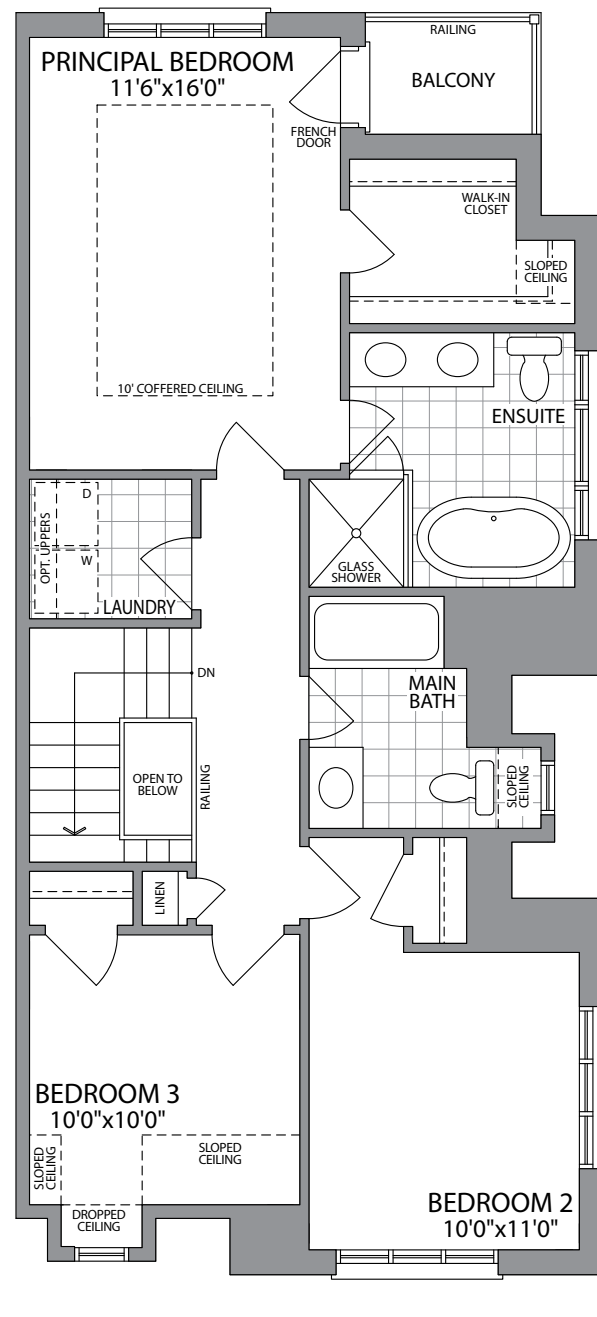 RAILING
PRINCIPAL BEDROOM
11'6"x16'0"
BALCONY
FRENCH
DOOR
WALK-IN
CLOSET
SLOPED
CEILING
10' COFFERED CEILING
ENSUITE
D
OPT. UPPERS
W
LAUNDRY
GLASS
SHOWER
DN
MAIN
BATH
OPEN TO
BELOW
RAILING
SLOPED
CEILING
LINEN
BEDROOM 3
10'0"x10'0"
SLOPED
CEILING
SLOPED
CEILING
DROPPED
CEILING
BEDROOM 2
10'0"x11'0"